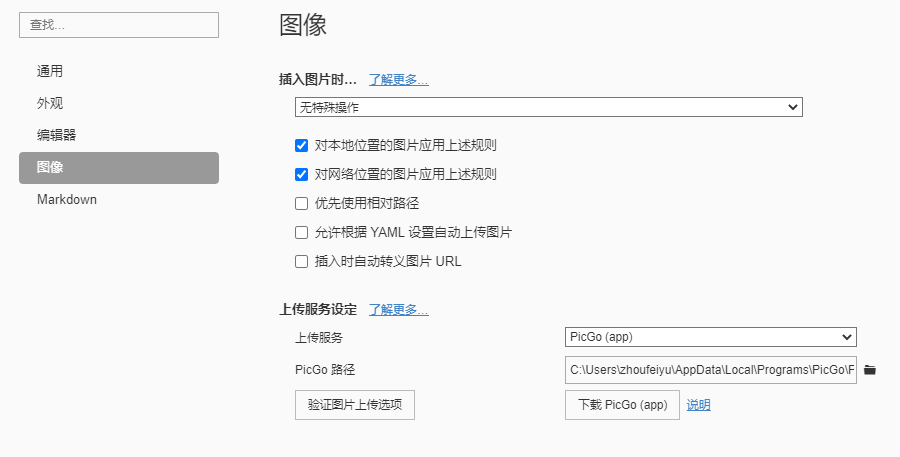 查找...
图像
通用
外观
编辑器
图像
Markdown
插入图片时... 了解更多...
无特殊操作
对本地位置的图片应用上述规则
对网络位置的图片应用上述规则
优先使用相对路径
允许根据 YAML 设置自动上传图片
插入时自动转义图片 URL
上传服务设定 了解更多...
上传服务 PicGo (app)
PicGo 路径 C:\Users\zhoufeiyu\AppData\Local\Programs\PicGo\F
验证图片上传选项 下载 PicGo (app) 说明